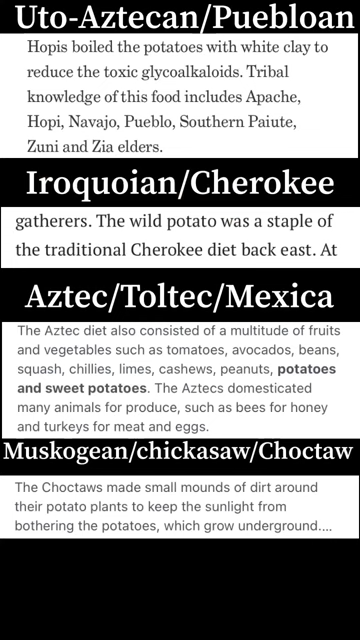 Uto-Aztecan/Puebloan
Hopis boiled the potatoes with white clay to
reduce the toxic glycoalkaloids. Tribal
knowledge of this food includes Apache,
Hopi, Navajo, Pueblo, Southern Paiute,
Zuni and Zia elders.
Iroquoian/Cherokee
gatherers. The wild potato was a staple of
the traditional Cherokee diet back east. At
Aztec/Toltec/Mexica
The Aztec diet also consisted of a multitude of fruits
and vegetables such as tomatoes, avocados, beans,
squash, chillies, limes, cashews, peanuts, potatoes
and sweet potatoes. The Aztecs domesticated
many animals for produce, such as bees for honey
and turkeys for meat and eggs.
Muskogean/chickasaw/Choctaw
The Choctaws made small mounds of dirt around
their potato plants to keep the sunlight from
bothering the potatoes, which grow underground....